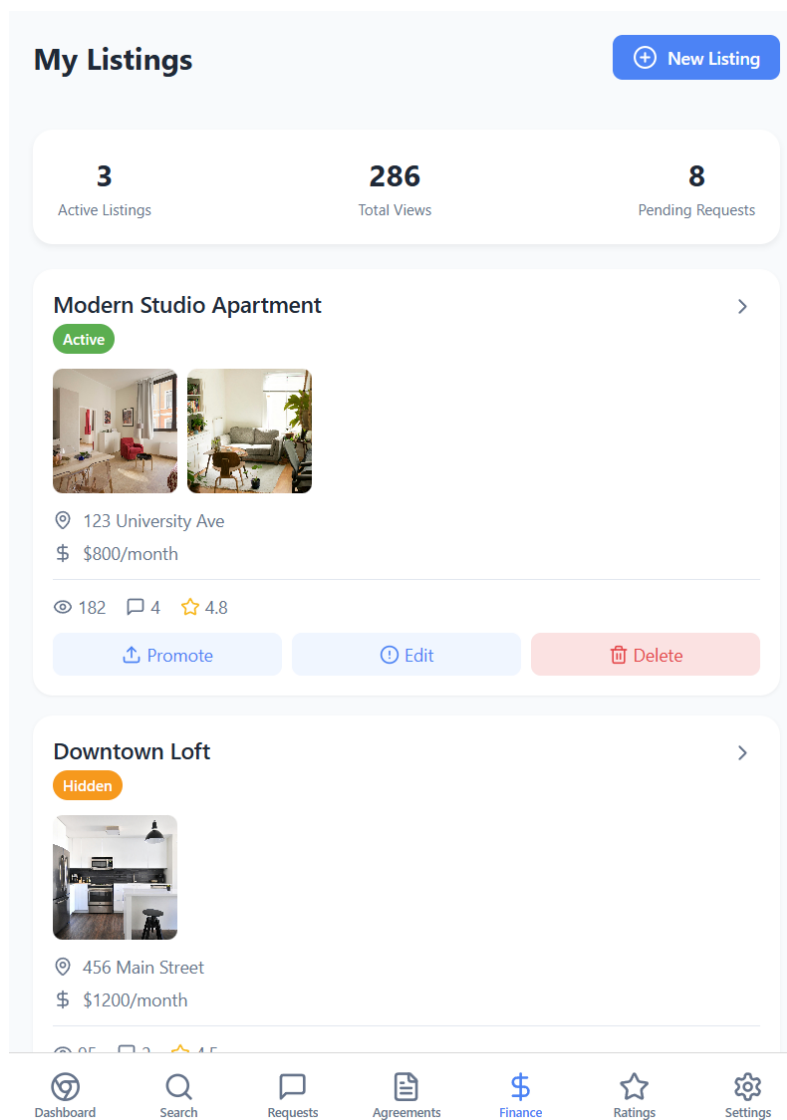 My Listings
New Listing
3
286
8
Active Listings
Total Views
Pending Requests
Modern Studio Apartment
Active
123 University Ave
$800/month
182 4 4.8
Promote Edit Delete
Downtown Loft
Hidden
456 Main Street
$1200/month
Dashboard Search Requests Agreements Finance Ratings Settings